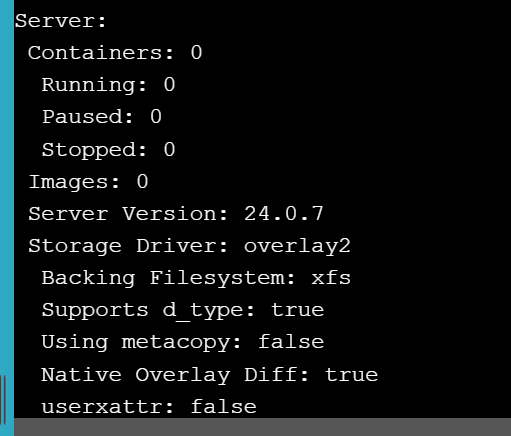 Server:
Containers: 0
Running: 0
Paused: 0
Stopped: 0
Images: 0
Server Version: 24.0.7
Storage Driver: overlay2
Backing Filesystem: xfs
Supports d_type: true
Using metacopy: false
Native Overlay Diff: true
userxattr: false